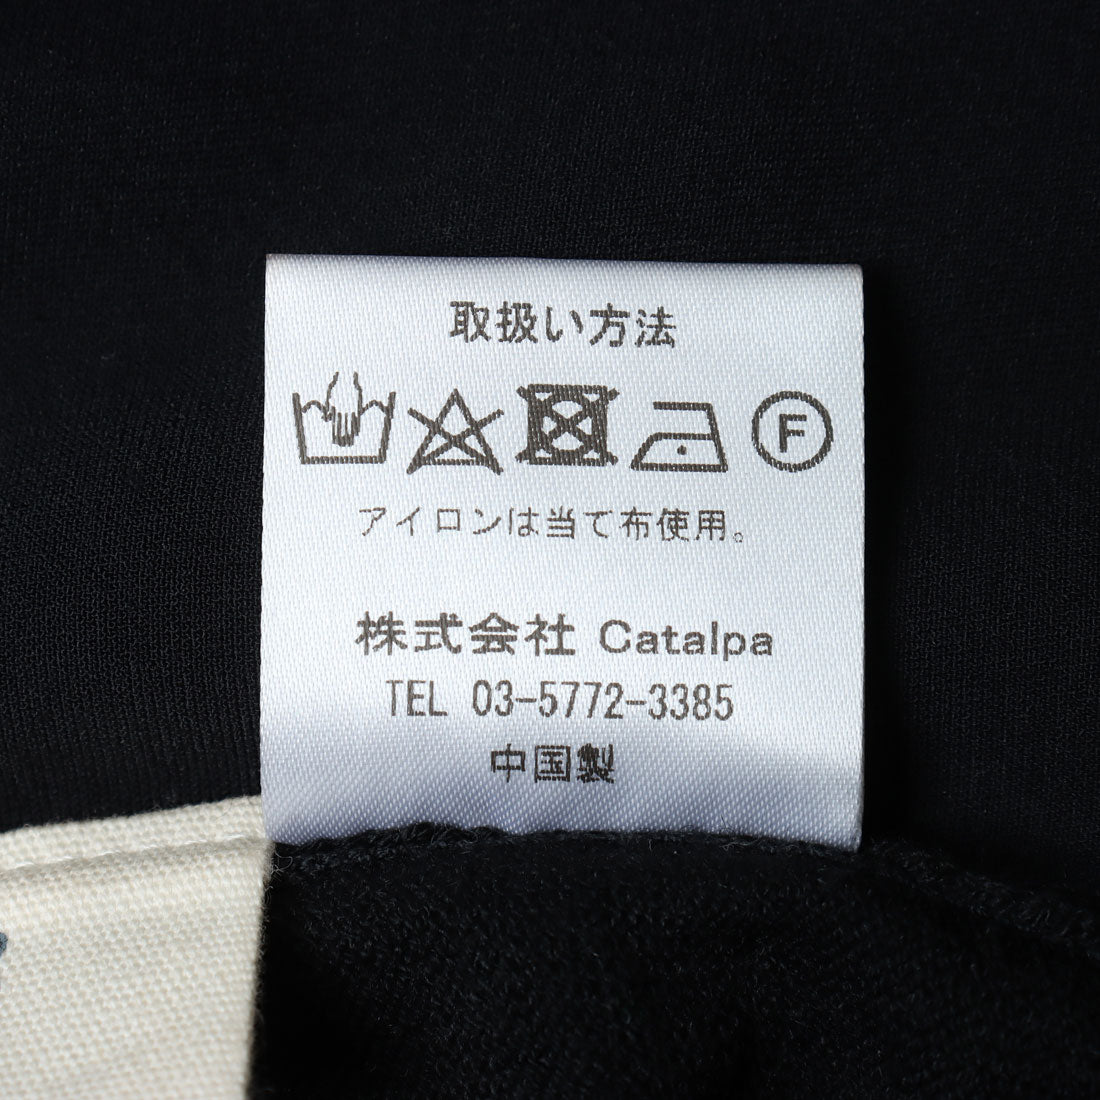 取扱い方法
F
アイロンは当て布使用。
株式会社 Catalpa
TEL 03-5772-3385
中国製